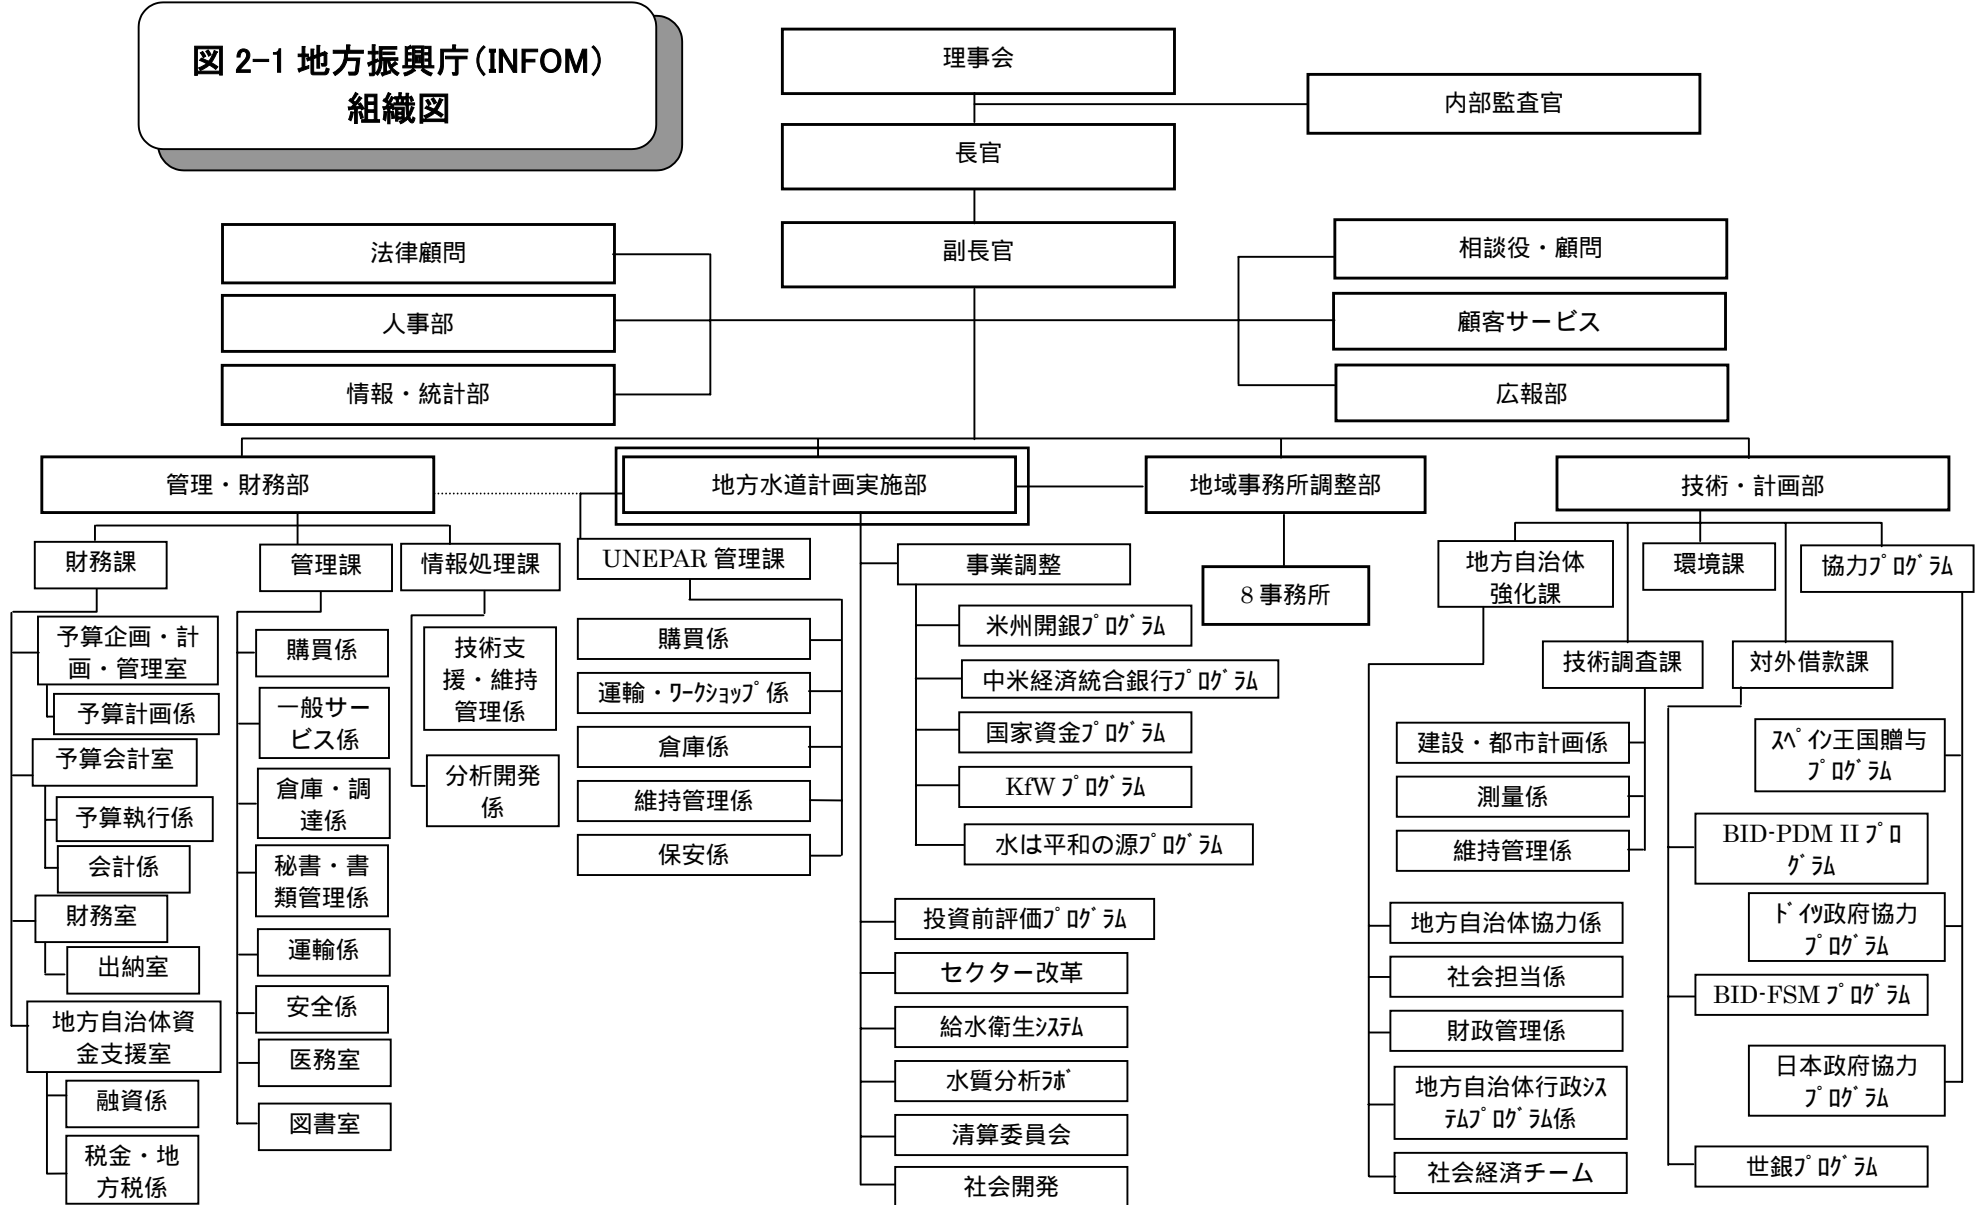 図 2-1 地方振興庁(INFOM)
組織図
理事会
内部監査官
長官
副長官
法律顧問
人事部
情報・統計部
相談役・顧問
顧客サービス
広報部
管理・財務部
地方水道計画実施部
地域事務所調整部
技術・計画部
財務課
管理課
情報処理課
予算企画・計
画・管理室
予算計画係
予算会計室
予算執行係
会計係
財務室
出納室
地方自治体資
金支援室
融資係
税金・地
方税係
購買係
一般サー
ビス係
倉庫・調
達係
秘書・書
類管理係
運輸係
安全係
医務室
図書室
技術支
援・維持
管理係
分析開発
係
UNEPAR 管理課
購買係
運輸・ワークショップ係
倉庫係
維持管理係
保安係
事業調整
米州開銀プログラム
中米経済統合銀行プログラム
国家資金プログラム
KfW プログラム
水は平和の源プログラム
投資前評価プログラム
セクター改革
給水衛生システム
水質分析ラボ
清算委員会
社会開発
8 事務所
地方自治体
強化課
環境課
協力プログラム
技術調査課
対外借款課
建設・都市計画係
測量係
維持管理係
地方自治体協力係
社会担当係
財政管理係
地方自治体行政シス
テムプログラム係
社会経済チーム
スペイン王国贈与
プログラム
BID-PDM II プロ
グラム
ドイツ政府協力
プログラム
BID-FSM プログラム
日本政府協力
プログラム
世銀プログラム